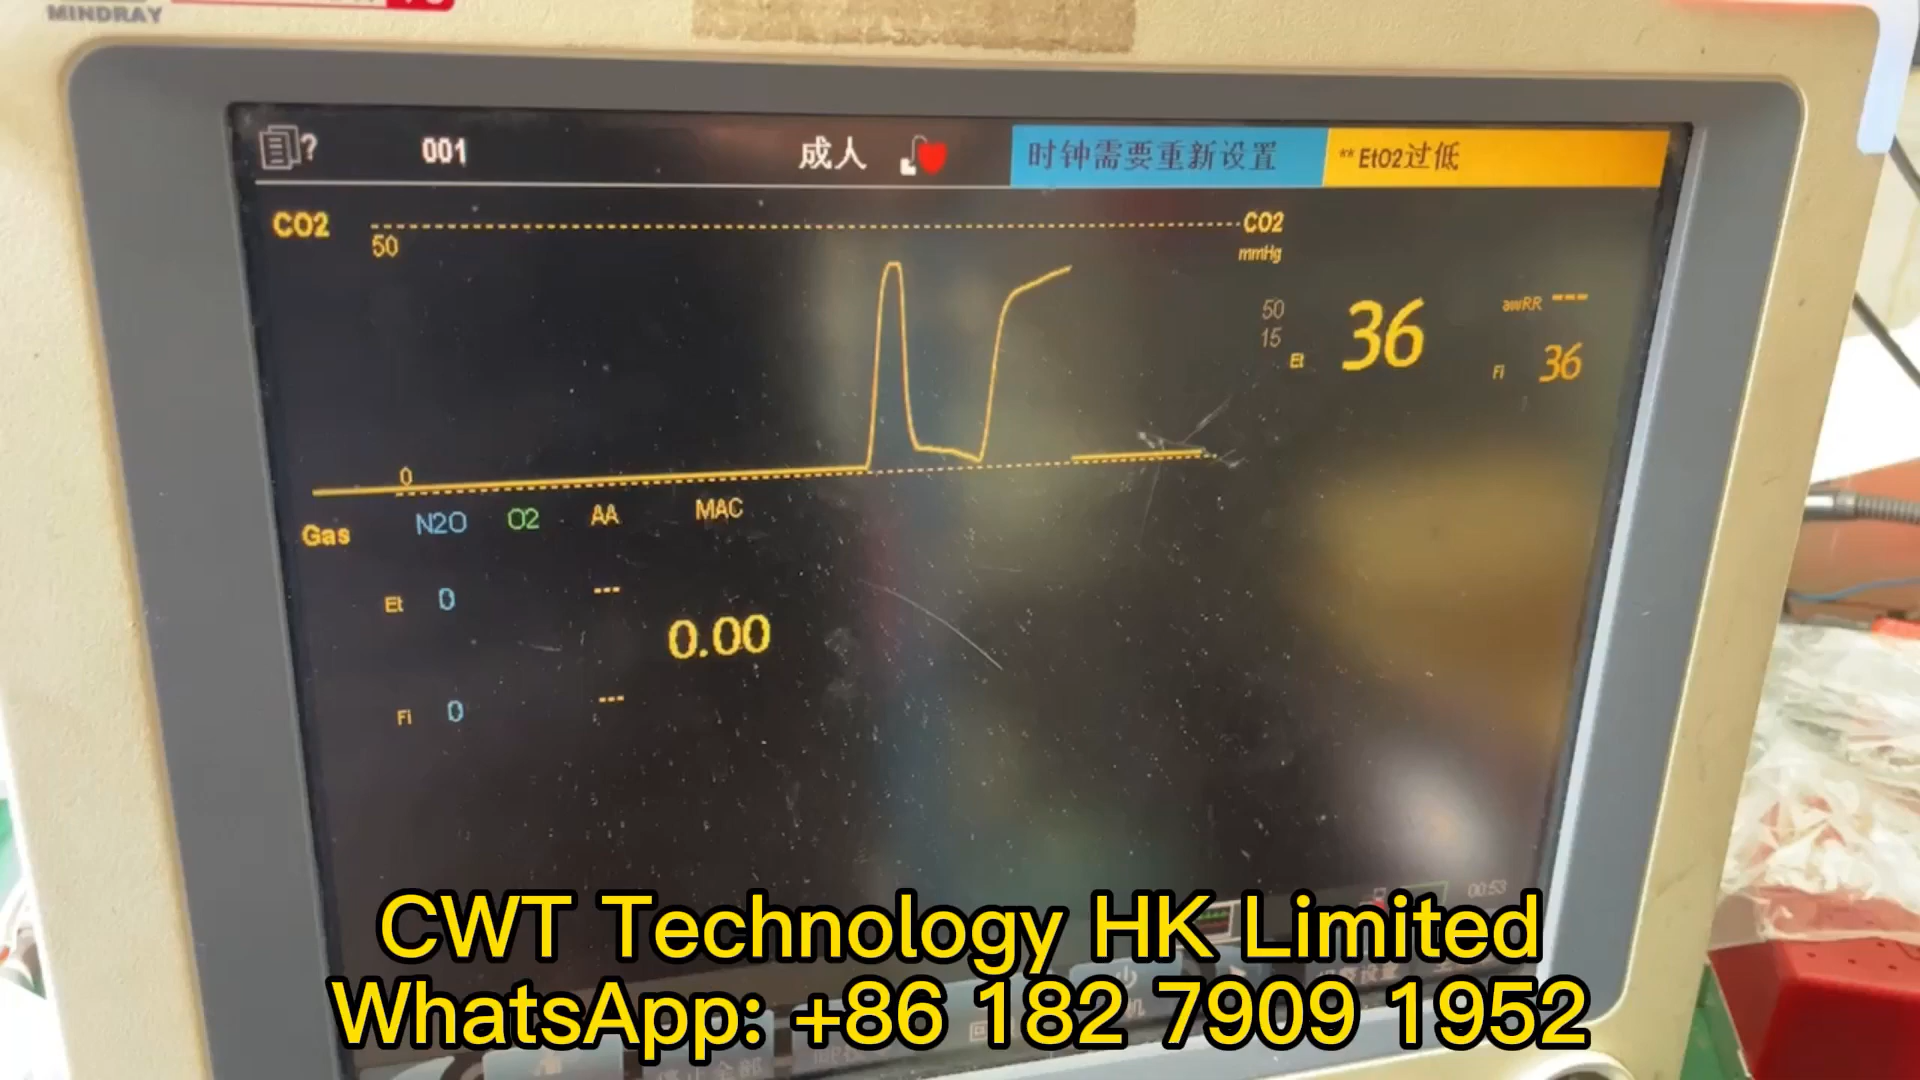 MINDRAY
?
001
成人
时钟需要重新设置
**EtO2过低
CO2
50
CO2
mmHg
50
15
Et
36
awRR ---
Fi
36
0
Gas
N2O
O2
AA
MAC
Et
0
---
0.00
Fi
0
---
00:53
CWT Technology HK Limited
WhatsApp: +86 182 7909 1952